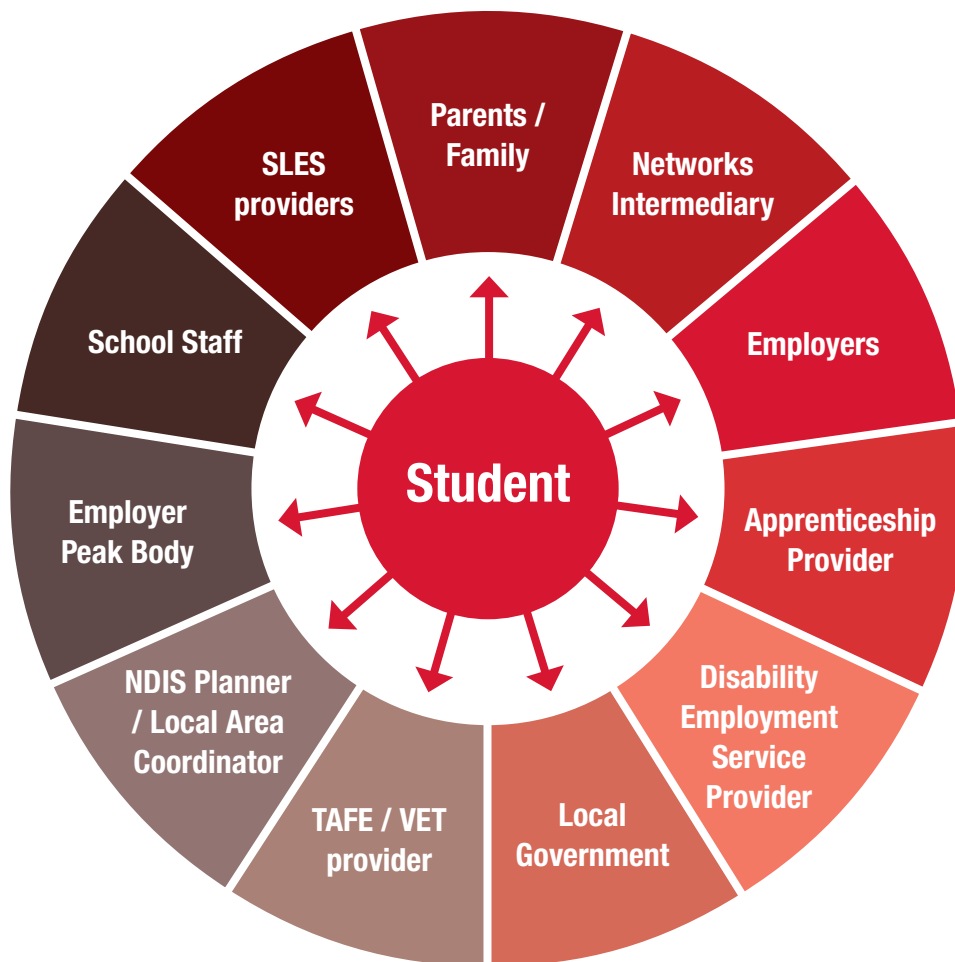 Parents /
Family
Networks
Intermediary
Employers
Apprenticeship
Provider
Disability
Employment
Service
Provider
Local
Government
TAFE / VET
provider
NDIS Planner
/ Local Area
Coordinator
Employer
Peak Body
School Staff
SLES
providers
Student